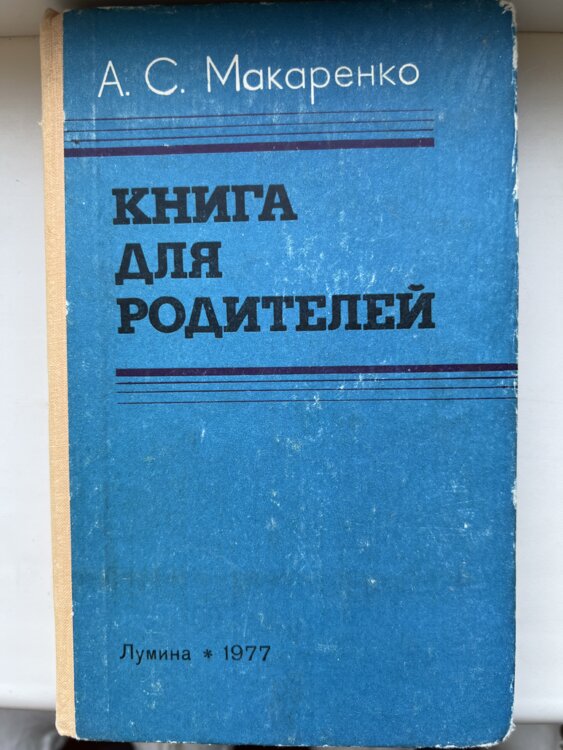 А. С. Макаренко
КНИГА
ДЛЯ
РОДИТЕЛЕЙ
Лумина * 1977